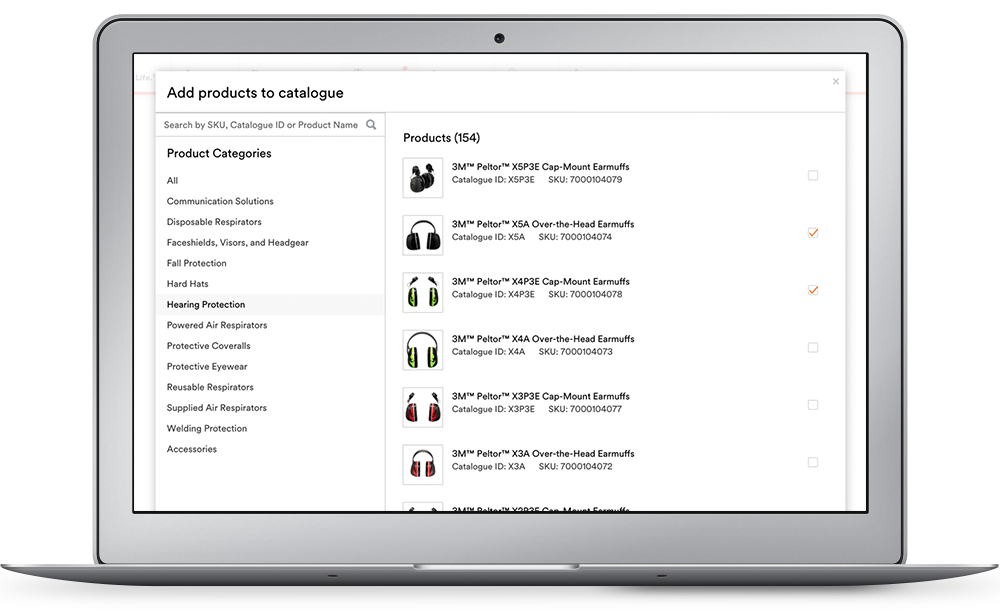 Life.
Add products to catalogue
Search by SKU, Catalogue ID or Product Name
Product Categories
All
Communication Solutions
Disposable Respirators
Faceshields, Visors, and Headgear
Fall Protection
Hard Hats
Hearing Protection
Powered Air Respirators
Protective Coveralls
Protective Eyewear
Reusable Respirators
Supplied Air Respirators
Welding Protection
Accessories
Products (154)
3M™ Peltor™ X5P3E Cap-Mount Earmuffs
Catalogue ID: X5P3E SKU: 7000104079
3M™ Peltor™ X5A Over-the-Head Earmuffs
Catalogue ID: X5A SKU: 7000104074
3M™ Peltor™ X4P3E Cap-Mount Earmuffs
Catalogue ID: X4P3E SKU: 7000104078
3M™ Peltor™ X4A Over-the-Head Earmuffs
Catalogue ID: X4A SKU: 7000104073
3M™ Peltor™ X3P3E Cap-Mount Earmuffs
Catalogue ID: X3P3E SKU: 7000104077
3M™ Peltor™ X3A Over-the-Head Earmuffs
Catalogue ID: X3A SKU: 7000104072
3M™ Peltor™ X2P3E Cap-Mount Earmuffs